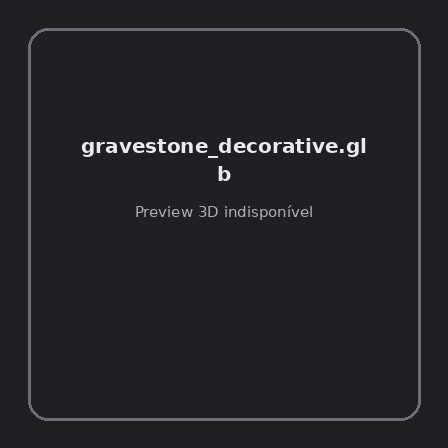 gravestone_decorative.gl
b
Preview 3D indisponível